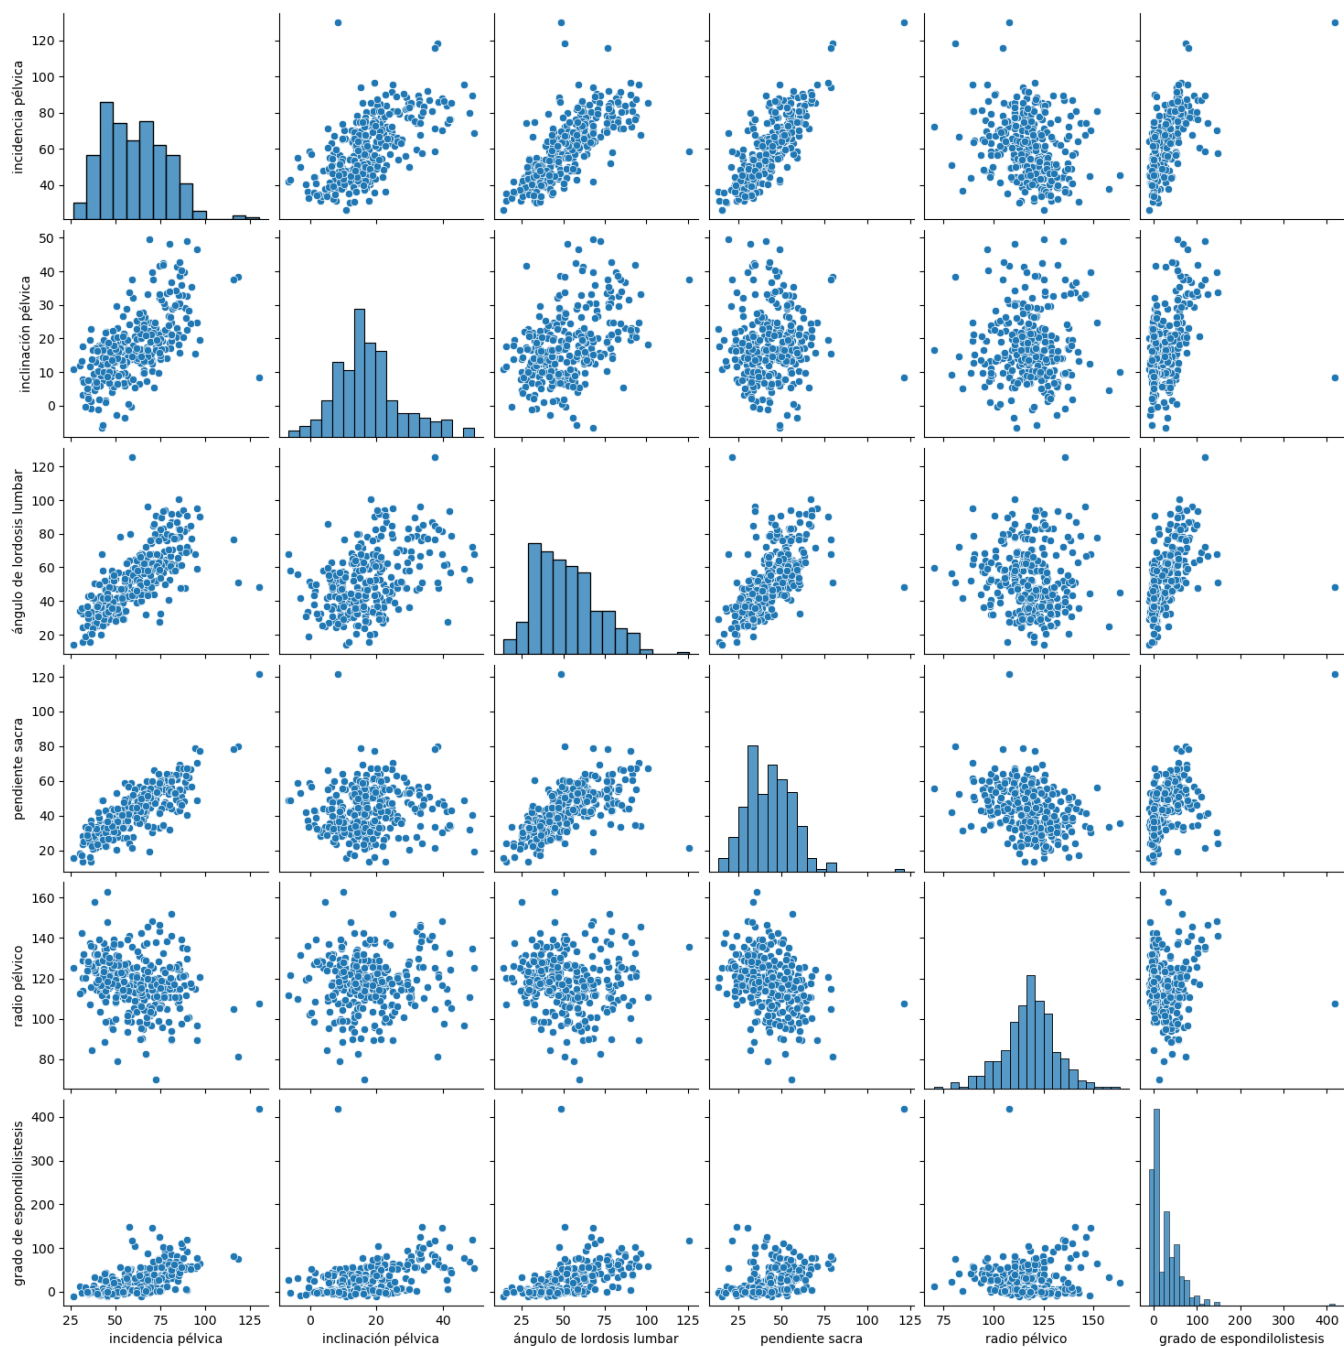 incidencia pélvica
120
100
80
60
40
inclinación pélvica
50
40
30
20
10
0
ángulo de lordosis lumbar
120
100
80
60
40
20
pendiente sacra
120
100
80
60
40
20
radio pélvico
160
140
120
100
80
grado de espondilolistesis
400
300
200
100
0
25 50 75 100 125
incidencia pélvica
0 20 40
inclinación pélvica
25 50 75 100 125
ángulo de lordosis lumbar
25 50 75 100 125
pendiente sacra
75 100 125 150
radio pélvico
0 100 200 300 400
grado de espondilolistesis